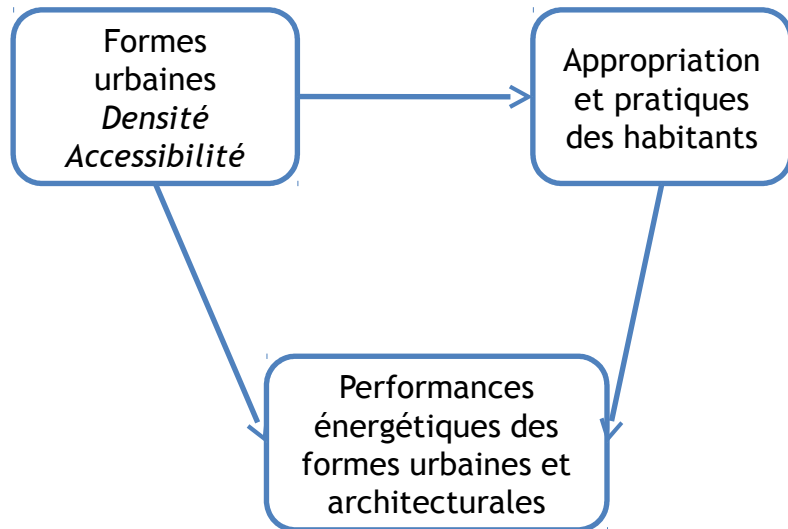 Formes
urbaines
Densité
Accessibilité
Appropriation
et pratiques
des habitants
Performances
énergétiques des
formes urbaines et
architecturales